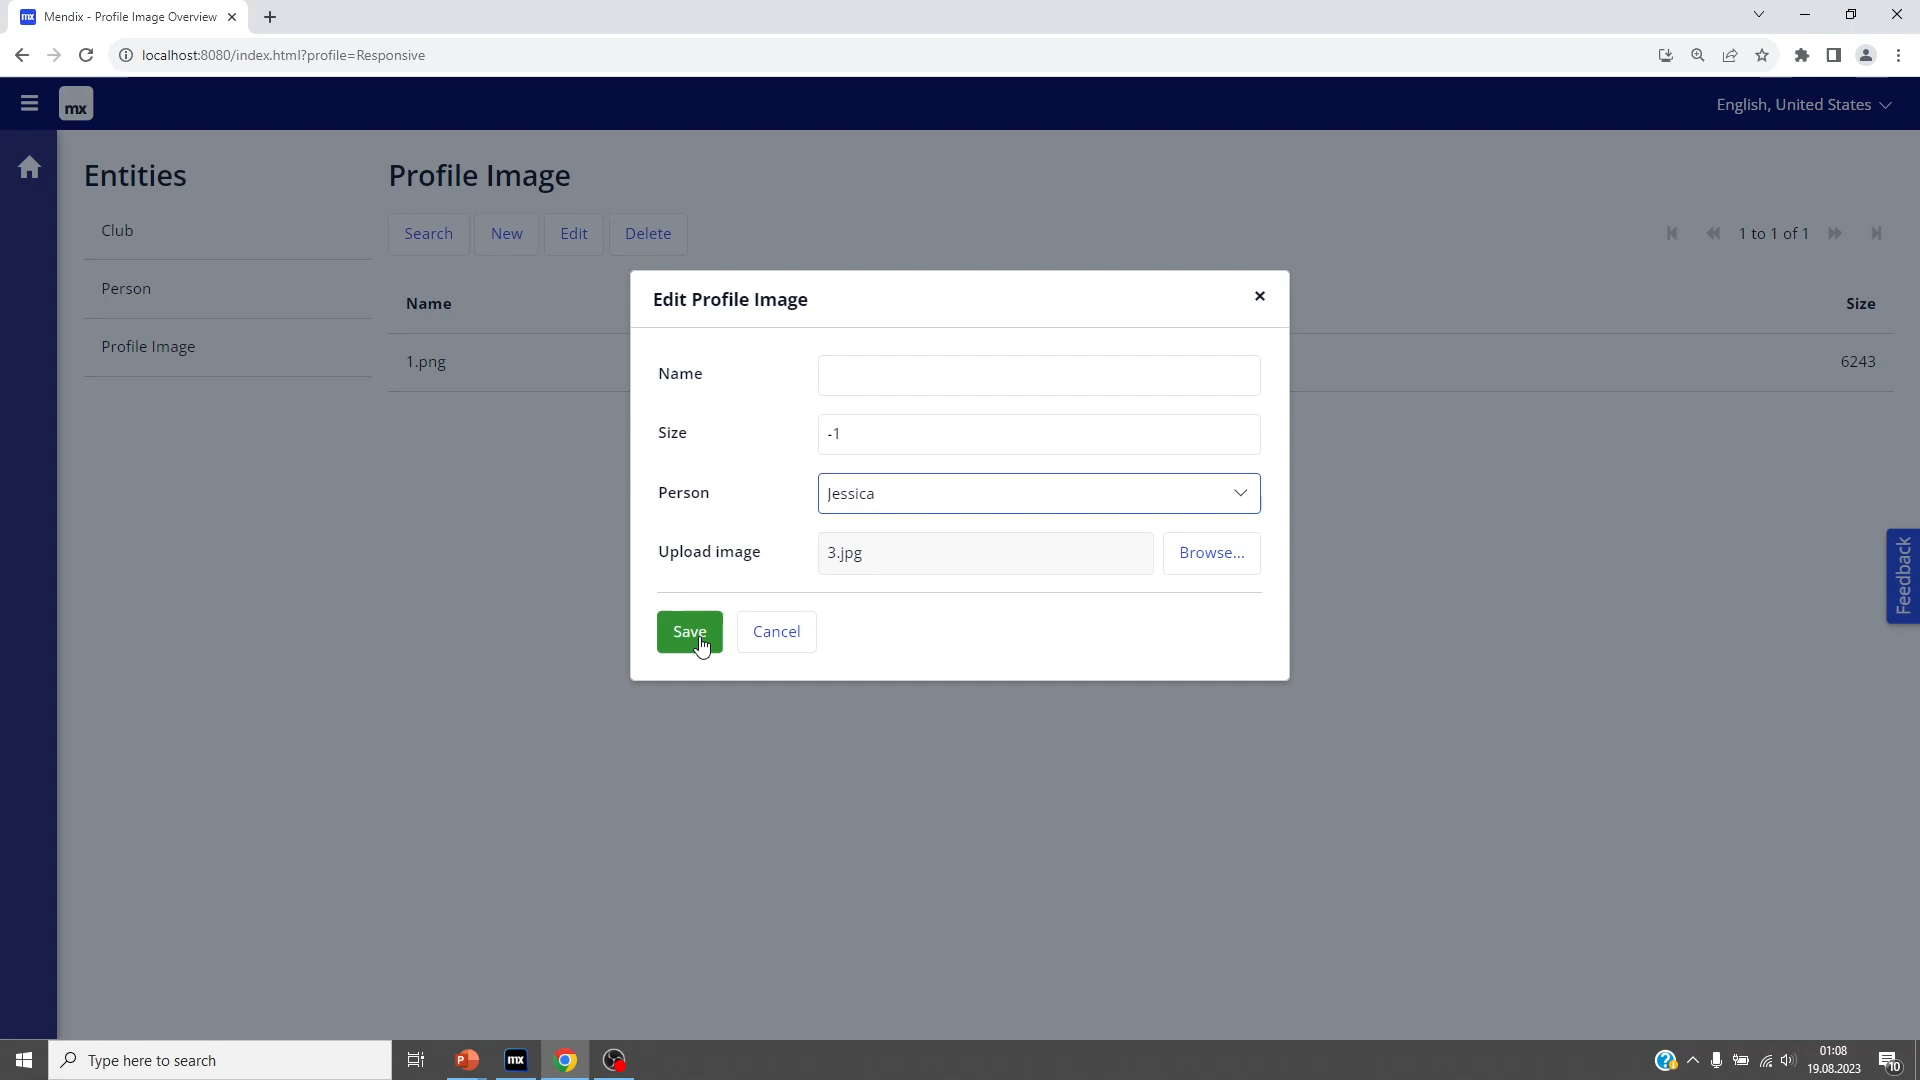 mx Mendix - Profile Image Overview
localhost:8080/index.html?profile=Responsive
mx
English, United States
Entities
Profile Image
Club
Search
New
Edit
Delete
1 to 1 of 1
Person
Name
Size
Profile Image
1.png
6243
Edit Profile Image
Name
Size
-1
Person
Jessica
Upload image
3.jpg
Browse...
Save
Cancel
Feedback
Type here to search
P
mx
01:08
19.08.2023
10